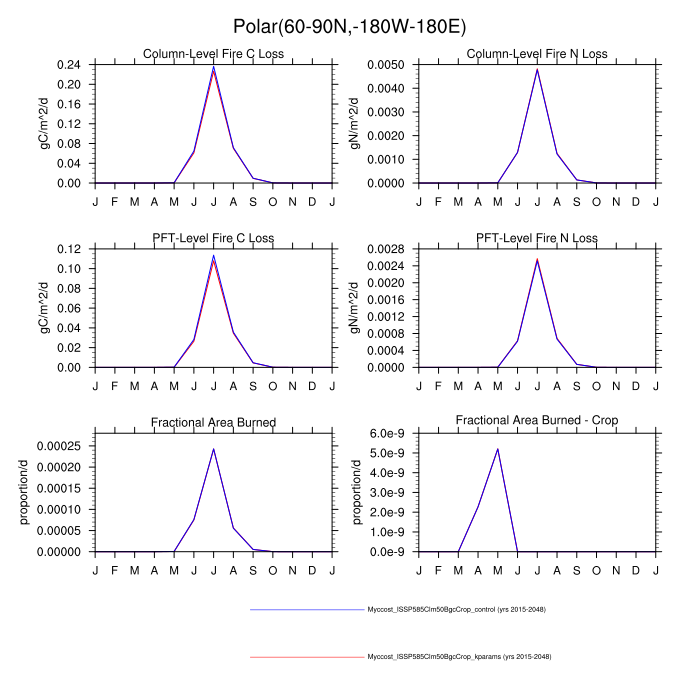 Polar(60-90N,-180W-180E)
Column-Level Fire C Loss
gC/m^2/d
0.24
0.20
0.16
0.12
0.08
0.04
0.00
J F M A M J J A S O N D J
Column-Level Fire N Loss
gN/m^2/d
0.0050
0.0040
0.0030
0.0020
0.0010
0.0000
J F M A M J J A S O N D J
PFT-Level Fire C Loss
gC/m^2/d
0.12
0.10
0.08
0.06
0.04
0.02
0.00
J F M A M J J A S O N D J
PFT-Level Fire N Loss
gN/m^2/d
0.0028
0.0024
0.0020
0.0016
0.0012
0.0008
0.0004
0.0000
J F M A M J J A S O N D J
Fractional Area Burned
proportion/d
0.00025
0.00020
0.00015
0.00010
0.00005
0.00000
J F M A M J J A S O N D J
Fractional Area Burned - Crop
proportion/d
6.0e-9
5.0e-9
4.0e-9
3.0e-9
2.0e-9
1.0e-9
0.0e-9
J F M A M J J A S O N D J
Myccost_ISSP585Clm50BgcCrop_control (yrs 2015-2048)
Myccost_ISSP585Clm50BgcCrop_kparams (yrs 2015-2048)